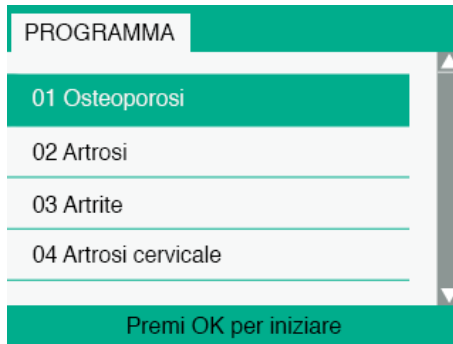 PROGRAMMA
01 Osteoporosi
02 Artrosi
03 Artrite
04 Artrosi cervicale
Premi OK per iniziare